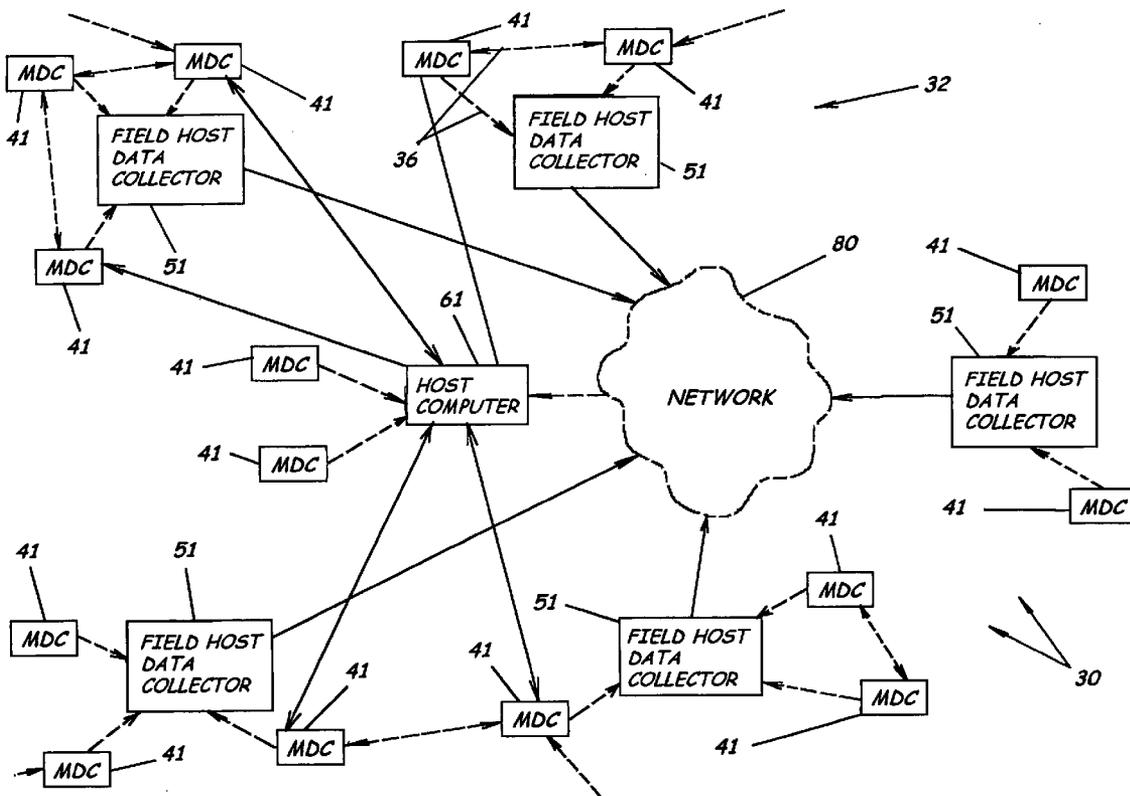 41
41
MDC
MDC
MDC
MDC
32
41
41
41
FIELD HOST
DATA
COLLECTOR
FIELD HOST
DATA
COLLECTOR
36
51
51
MDC
41
80
41
MDC
61
51
41
MDC
HOST
COMPUTER
NETWORK
FIELD HOST
DATA
COLLECTOR
41
MDC
41
MDC
41
41
51
51
MDC
MDC
FIELD HOST
DATA
COLLECTOR
FIELD HOST
DATA
COLLECTOR
41
41
MDC
MDC
30
MDC
41
MDC
41